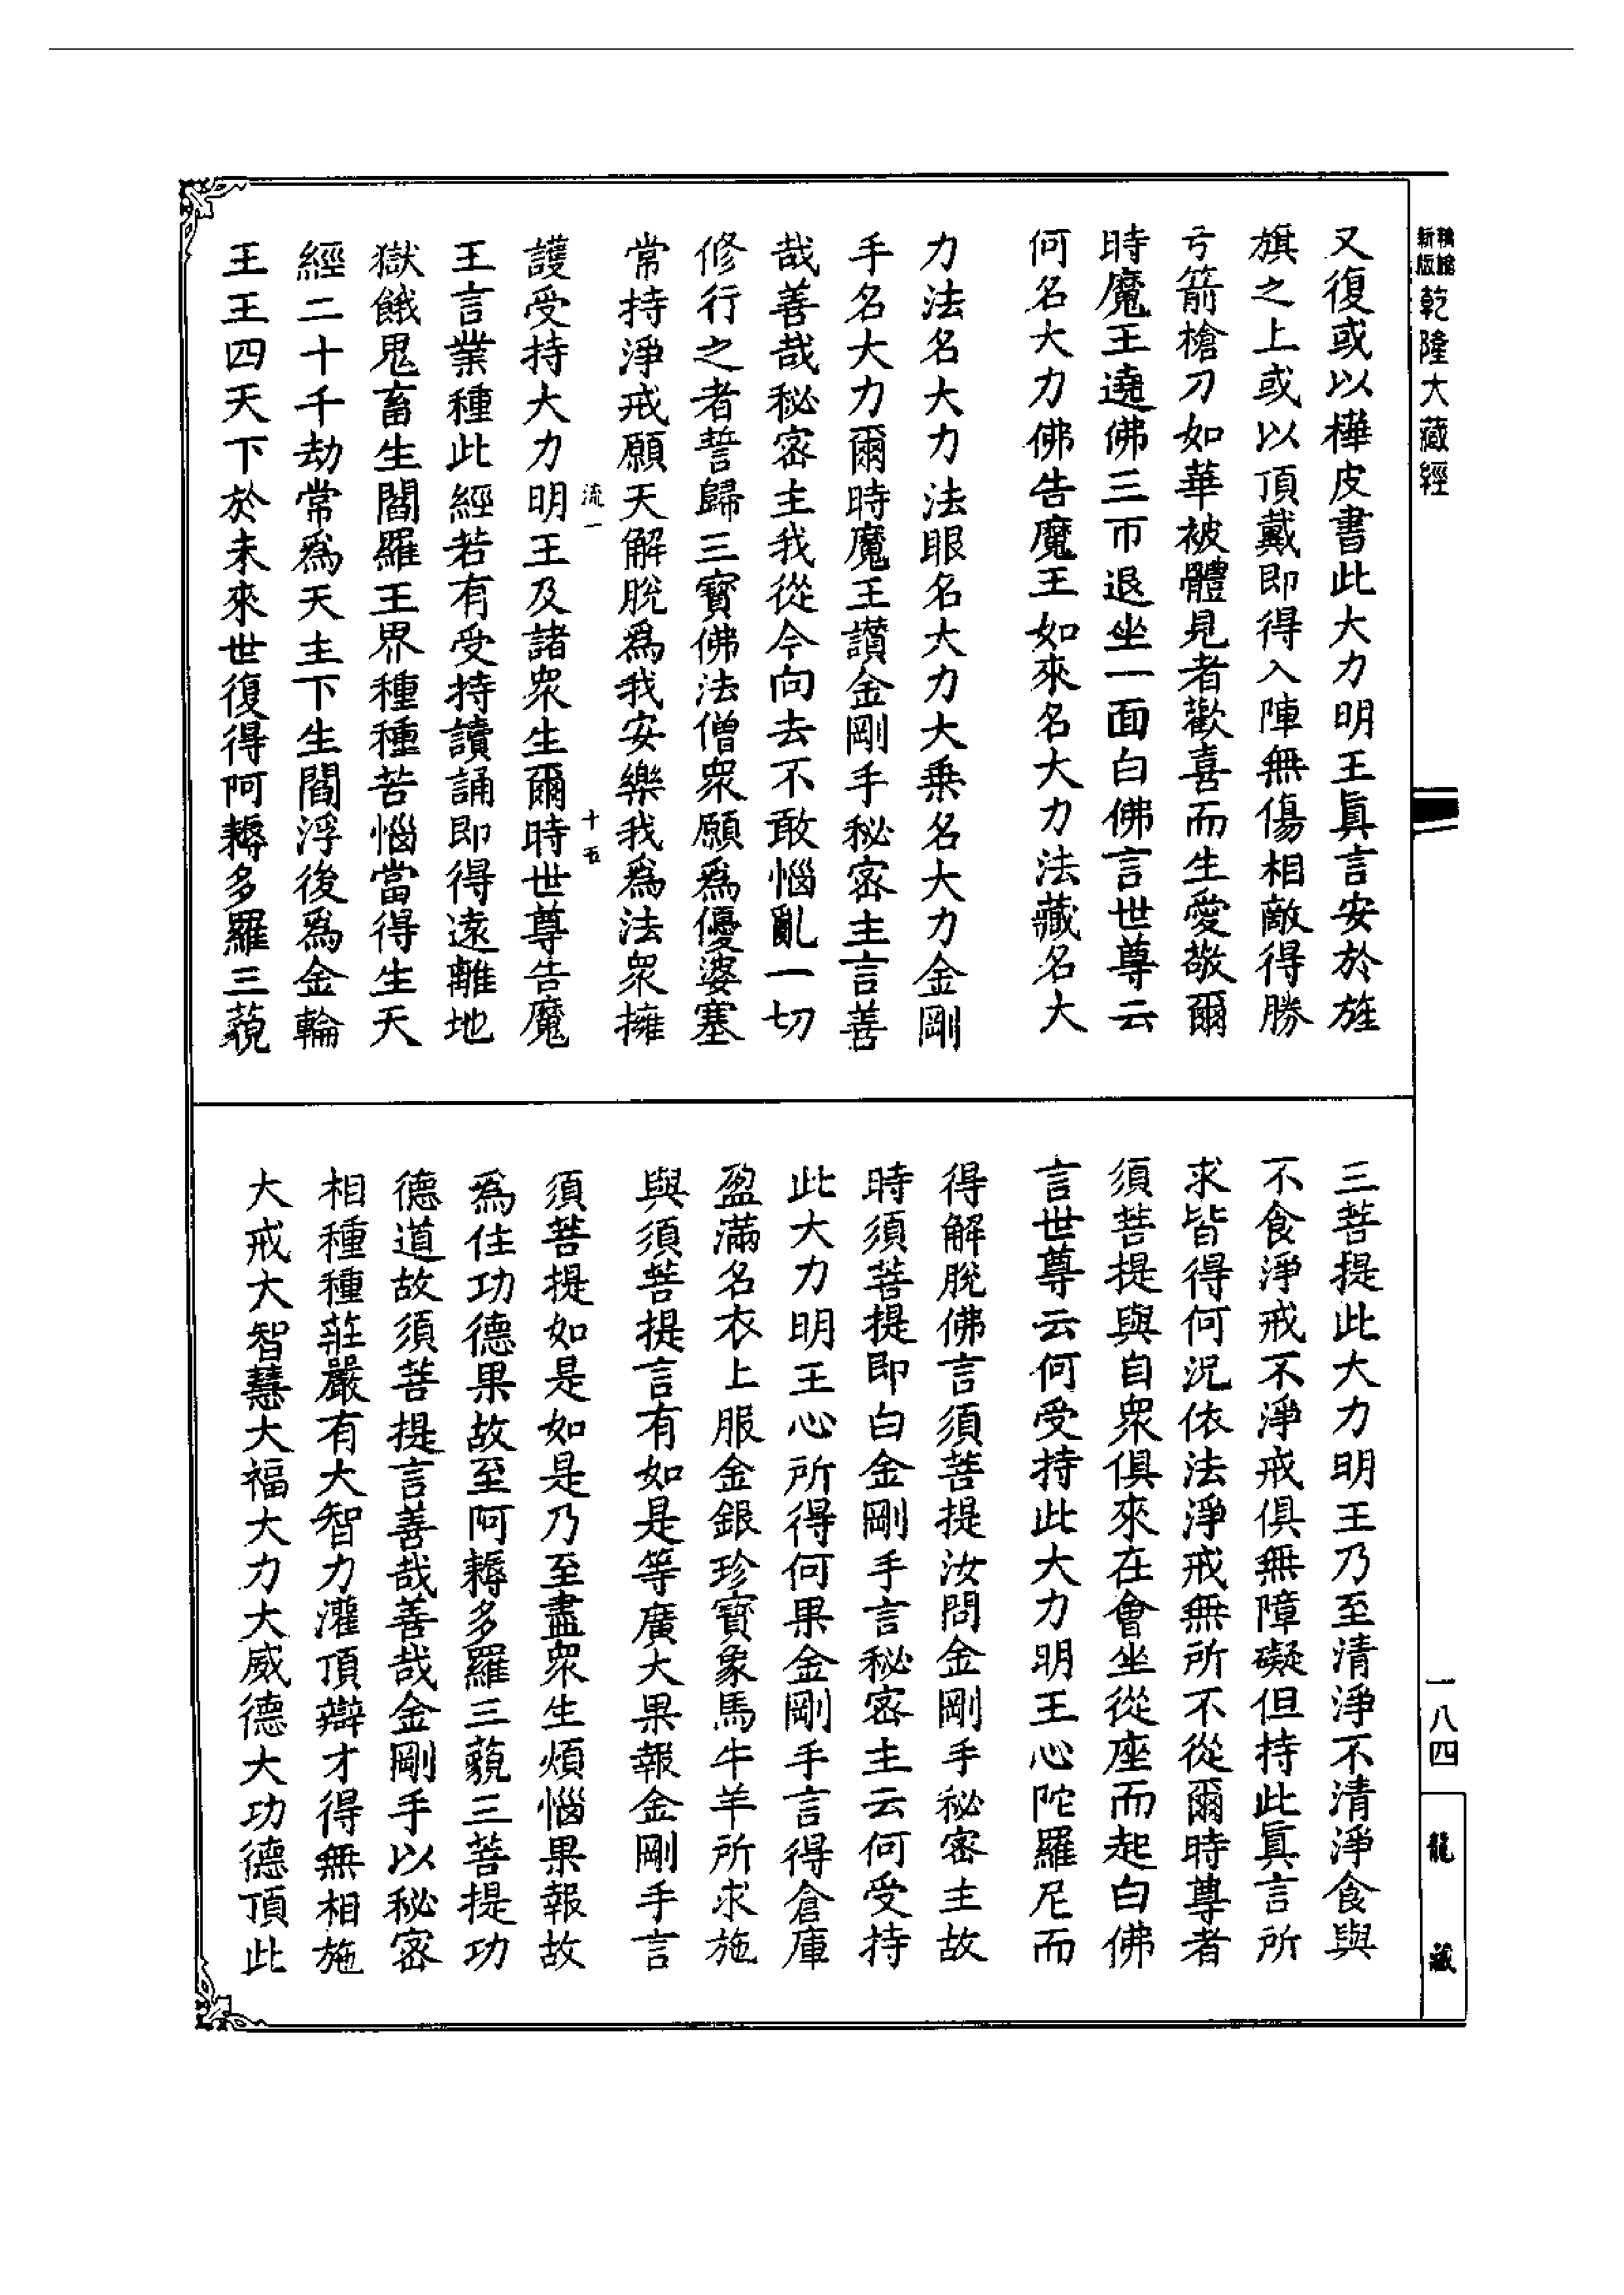 新版精縮乾隆大藏經
又復或以樺皮書此大力明王真言安於旌
旗之上或以頂戴即得入陣無傷相敵得勝
弓箭槍刀如華被體見者歡喜而生愛敬爾
時魔王遶佛三帀退坐一面白佛言世尊云
何名大力佛告魔王如來名大力法藏名大
力法名大力法眼名大力大乗名大力金剛
手名大力爾時魔王讚金剛手秘密主言善
哉善哉秘密主我從今向去不敢惱亂一切
修行之者誓歸三寶佛法僧眾願為優婆塞
常持淨戒願天解脫為我安樂我為法眾擁
流一
十五
護受持大力明王及諸眾生爾時世尊告魔
王言業種此經若有受持讀誦即得遠離地
獄餓鬼畜生閻羅王界種種苦惱當得生天
經二十千劫常為天主下生閻浮後為金輪
王王四天下於未來世復得阿耨多羅三藐
三菩提此大力明王乃至清淨不清淨食與
不食淨戒不淨戒俱無障礙但持此真言所
求皆得何況依法淨戒無所不從爾時尊者
須菩提與自眾俱來在會坐從座而起白佛
言世尊云何受持此大力明王心陀羅尼而
得解脫佛言須菩提汝問金剛手秘密主故
時須菩提即白金剛手言秘密主云何受持
此大力明王心所得何果金剛手言得倉庫
盈滿名衣上服金銀珍寶象馬牛羊所求施
與須菩提言有如是等廣大果報金剛手言
須菩提如是如是乃至盡眾生煩惱果報故
為住功德果故至阿耨多羅三藐三菩提功
德道故須菩提言善哉善哉金剛手以秘密
相種種莊嚴有大智力灌頂辯才得無相施
大戒大智慧大福大力大威德大功德頂此
一八四
龍藏